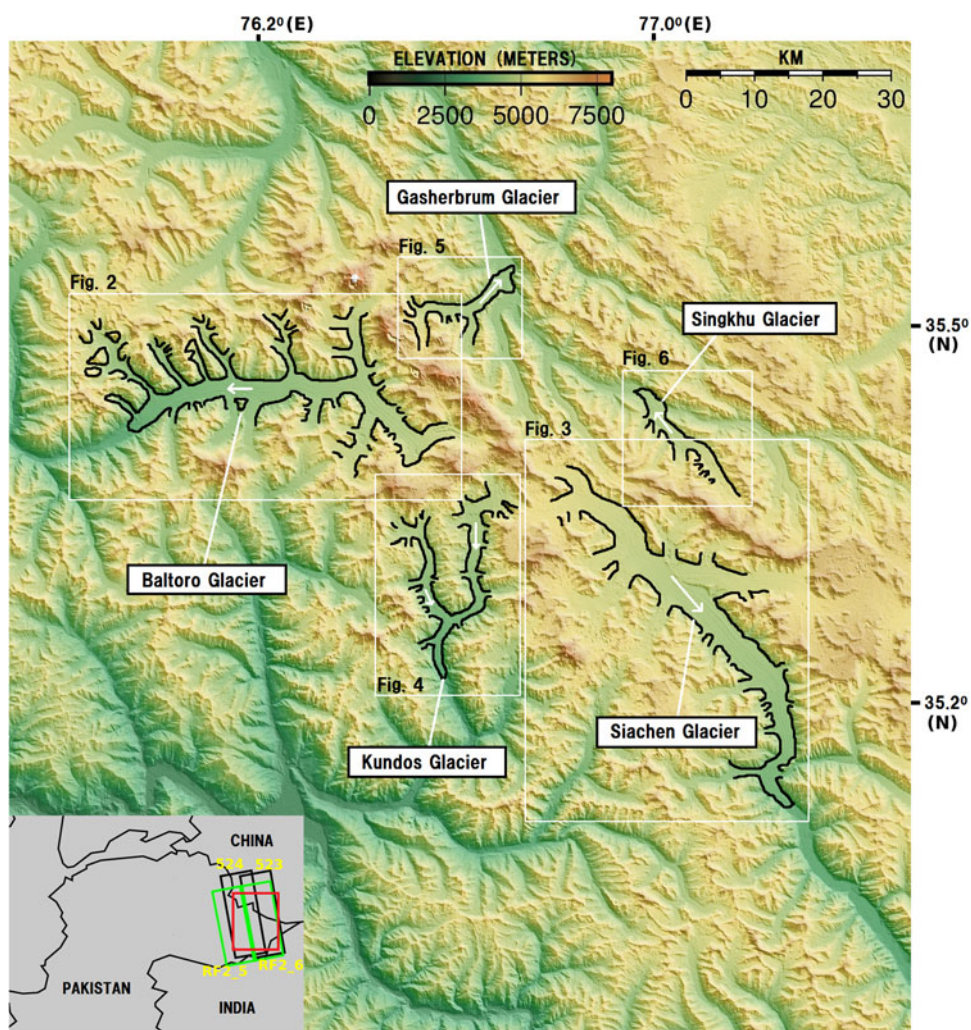 76.2⁰(E) 77.0⁰(E)
ELEVATION (METERS) KM
0 2500 5000 7500 0 10 20 30
Gasherbrum Glacier
Fig. 5
Fig. 2
Singkhu Glacier
35.5⁰
(N)
Fig. 6
Fig. 3
Baltoro Glacier
Fig. 4
35.2⁰
(N)
Siachen Glacier
Kundos Glacier
CHINA
524 523
RF2_5 RF2_6
PAKISTAN
INDIA